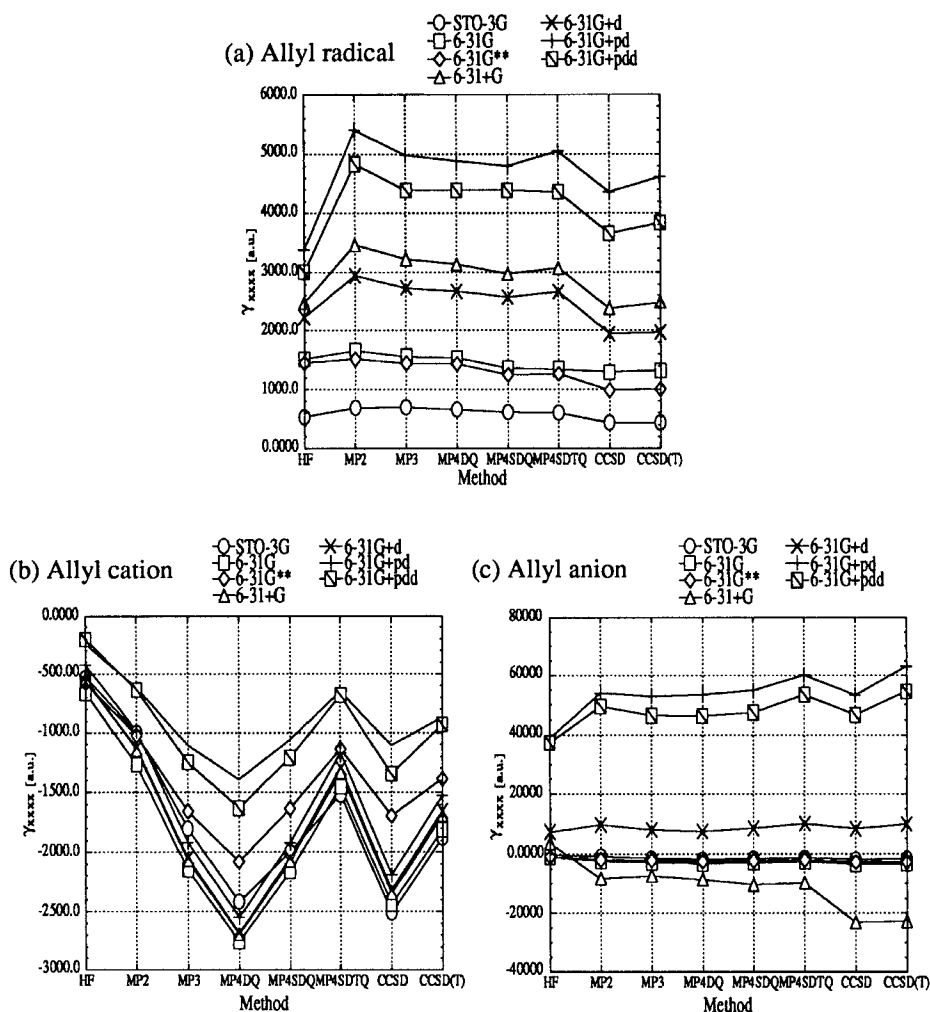 STO-3G
6-31G
6-31G**
6-31+G
6-31G+d
6-31G+pd
6-31G+pdd
(a) Allyl radical
6000.0
5000.0
4000.0
3000.0
2000.0
1000.0
0.0000
γxxxx [a.u.]
HF MP2 MP3 MP4DQ MP4SDQ MP4SDTQ CCSD CCSD(T)
Method
(b) Allyl cation
STO-3G
6-31G
6-31G**
6-31+G
6-31G+d
6-31G+pd
6-31G+pdd
0.0000
-500.00
-1000.0
-1500.0
-2000.0
-2500.0
-3000.0
γxxxx [a.u.]
HF MP2 MP3 MP4DQ MP4SDQ MP4SDTQ CCSD CCSD(T)
Method
(c) Allyl anion
STO-3G
6-31G
6-31G**
6-31+G
6-31G+d
6-31G+pd
6-31G+pdd
80000
60000
40000
20000
0.0000
-20000
-40000
γxxxx [a.u.]
HF MP2 MP3 MP4DQ MP4SDQ MP4SDTQ CCSD CCSD(T)
Method